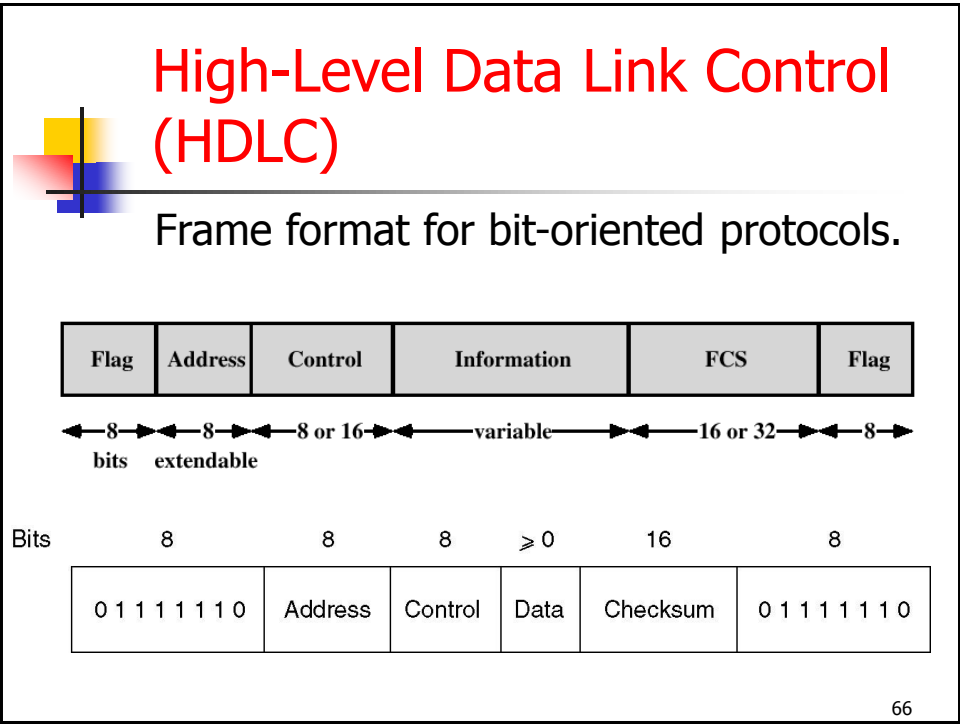 High-Level Data Link Control
(HDLC)
Frame format for bit-oriented protocols.
Flag Address Control Information FCS Flag
8 8 8 or 16 variable 16 or 32 8
bits extendable
Bits 8 8 8 ⩾ 0 16 8
0 1 1 1 1 1 1 0 Address Control Data Checksum 0 1 1 1 1 1 1 0
66